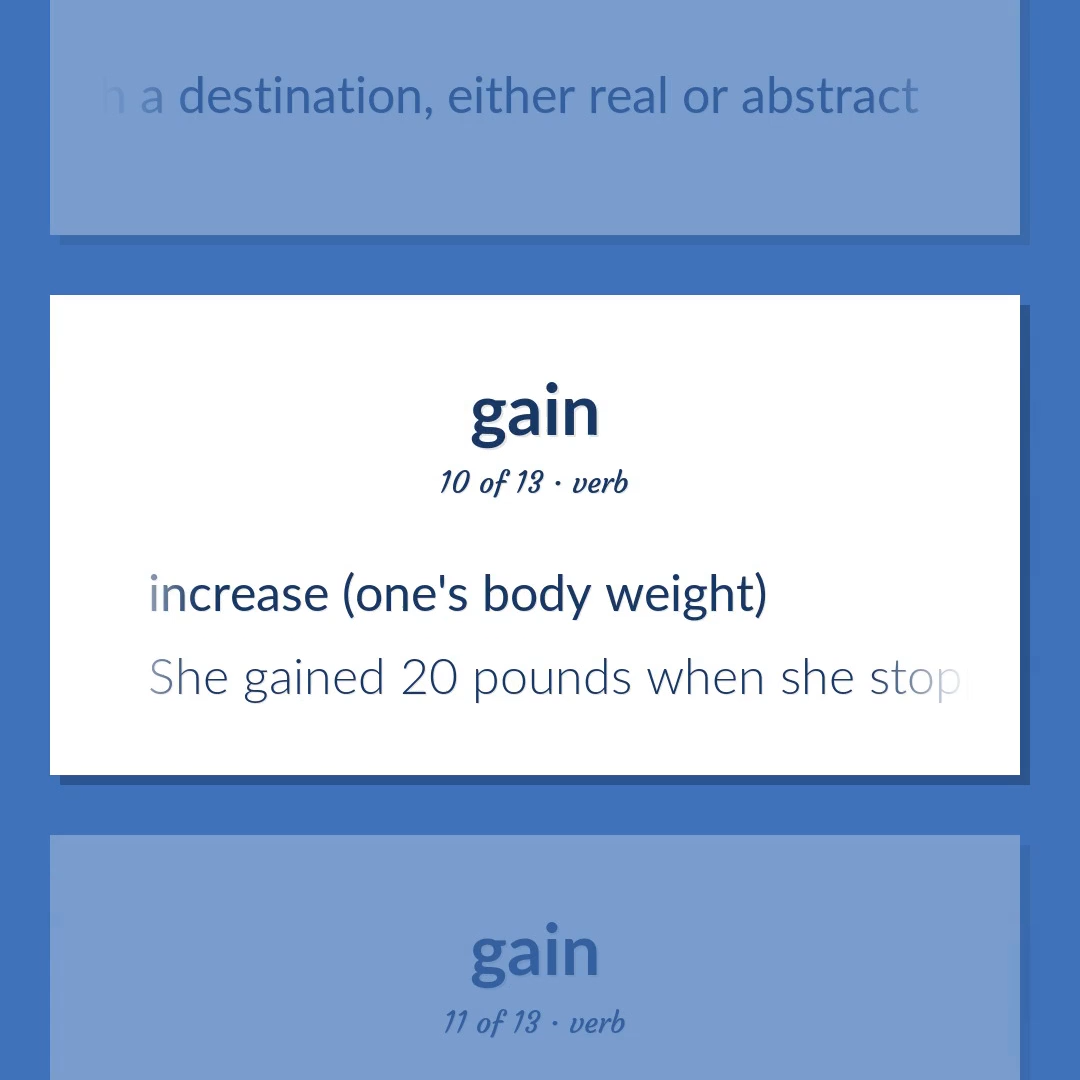 a destination, either real or abstract
gain
10 of 13 · verb
increase (one's body weight)
She gained 20 pounds when she stop
gain
11 of 13 · verb